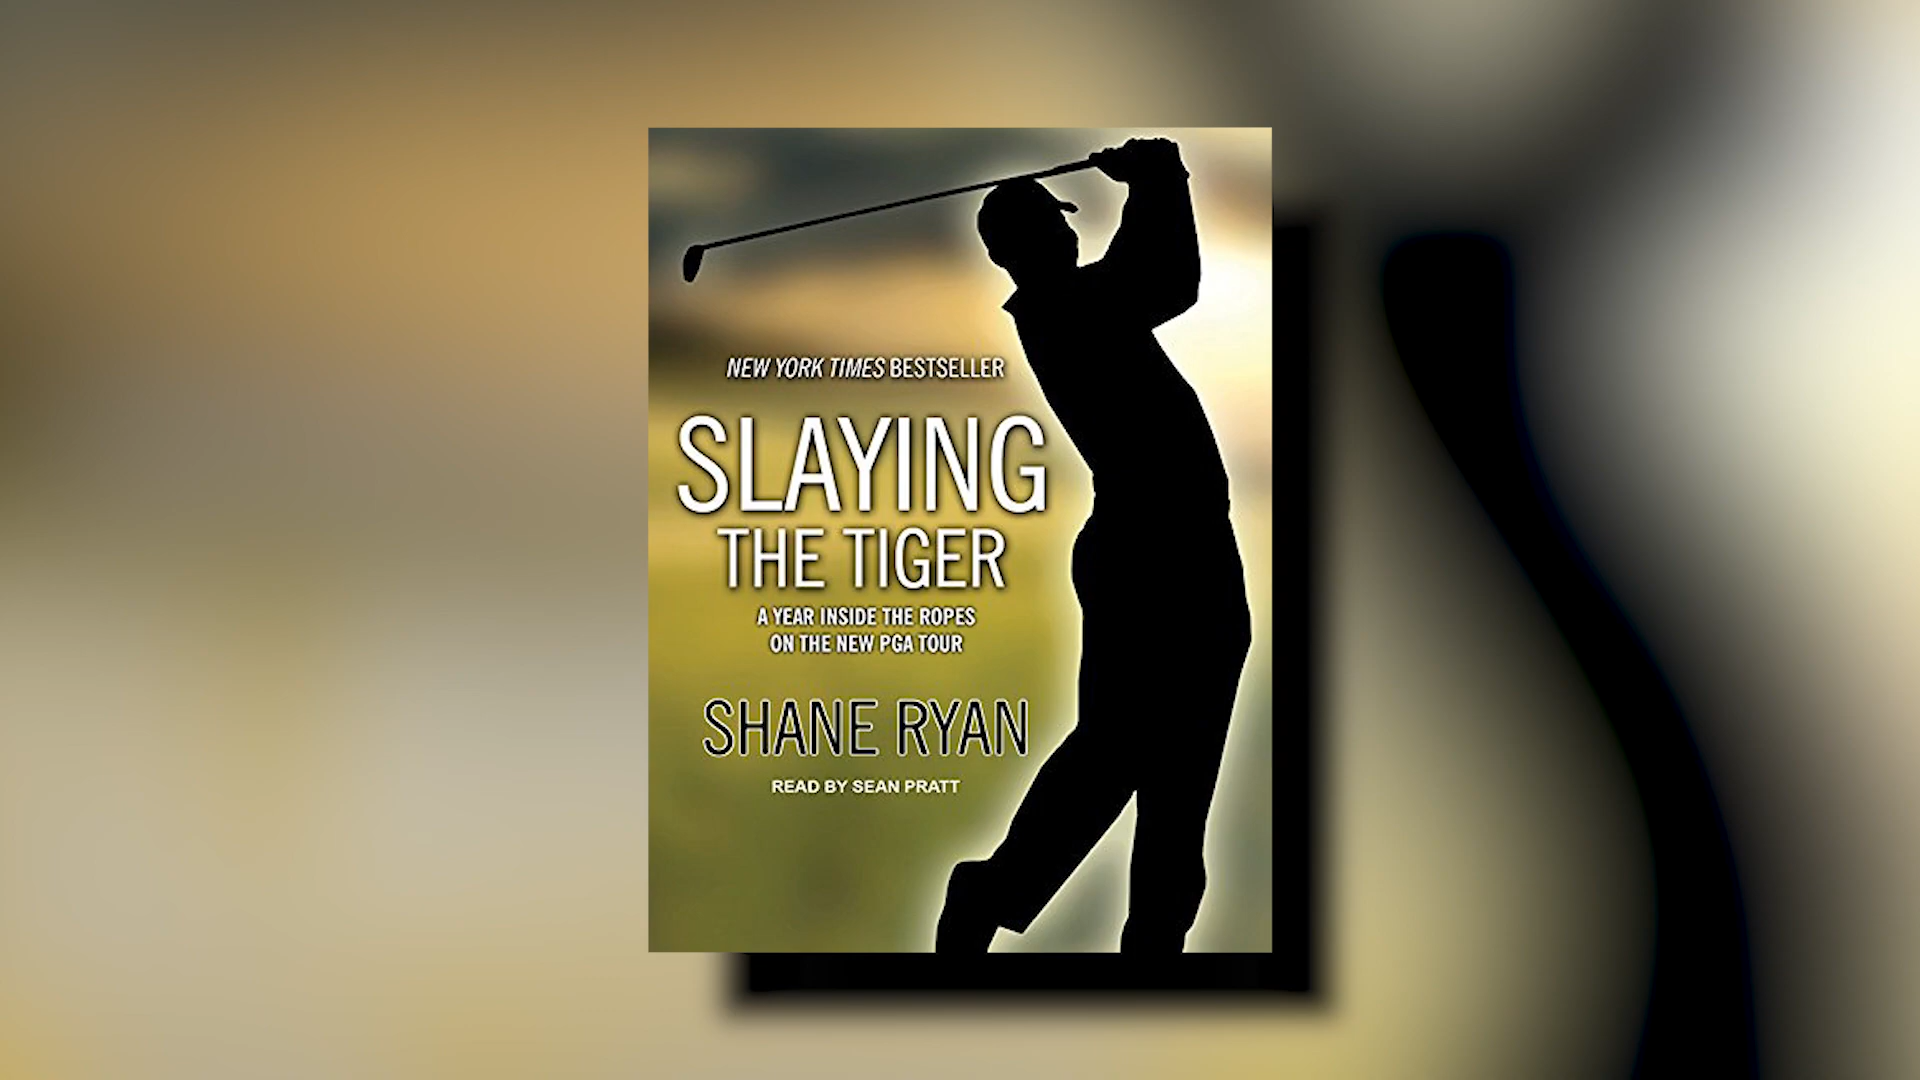 NEW YORK TIMES BESTSELLER
SLAYING
THE TIGER
A YEAR INSIDE THE ROPES
ON THE NEW PGA TOUR
SHANE RYAN
READ BY SEAN PRATT